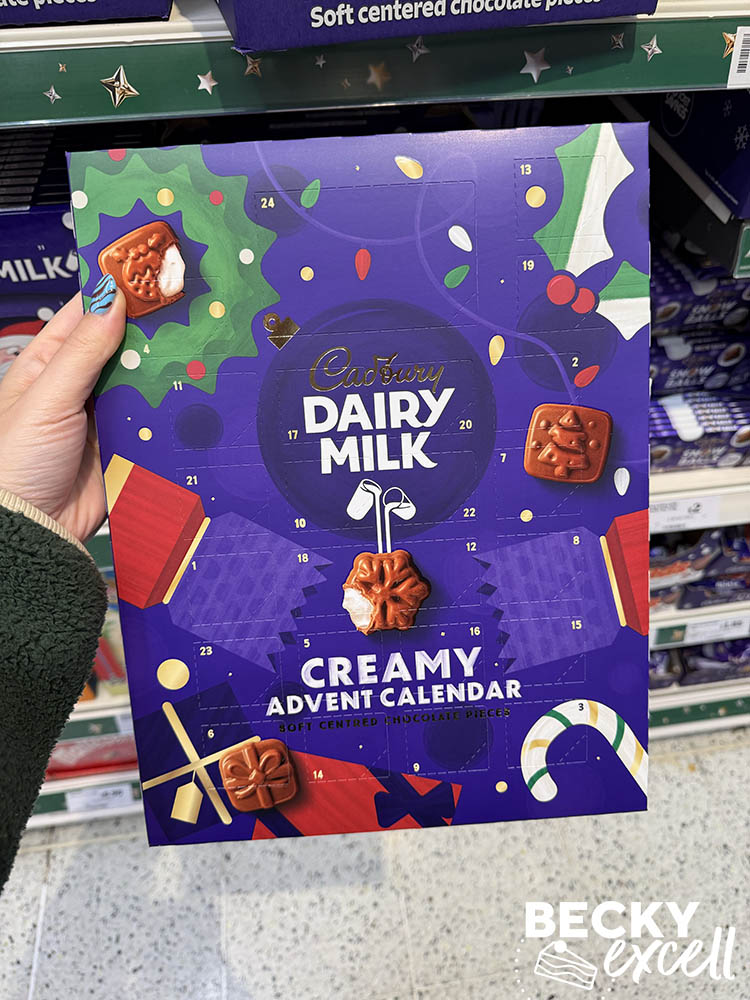 Soft centered chocolate pieces
24
13
19
4
11
2
Cadbury
DAIRY
MILK
17
20
7
21
10
22
18
12
8
1
15
5
16
23
CREAMY
ADVENT CALENDAR
SOFT CENTRED CHOCOLATE PIECES
3
6
14
9
MILK
BECKY
excell